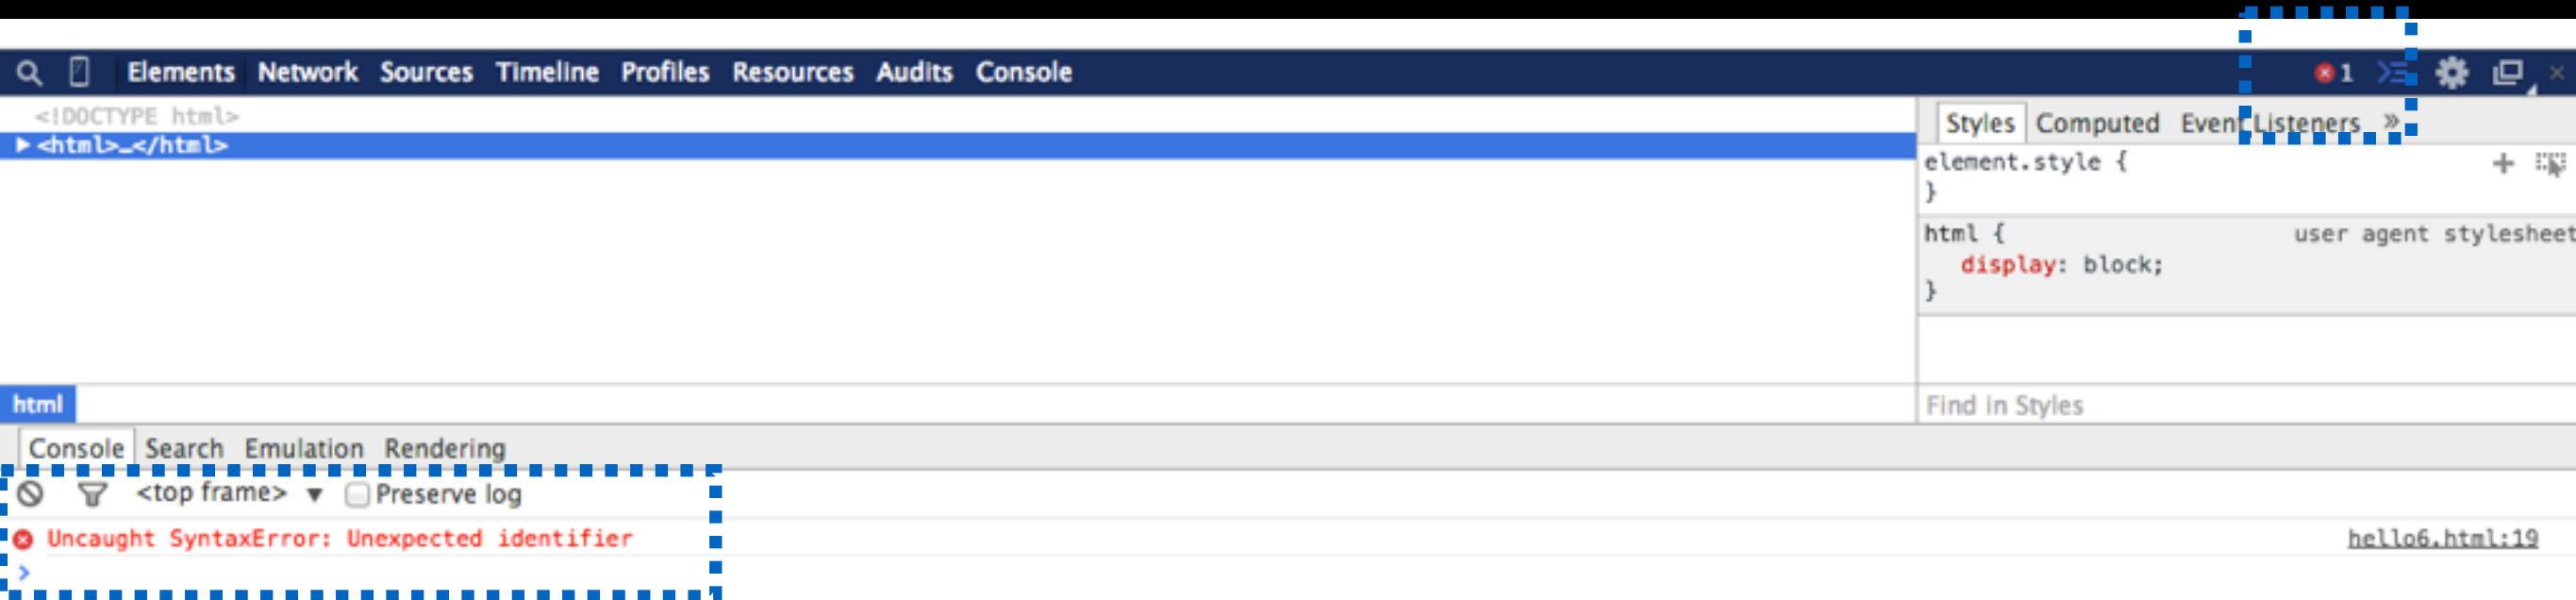 Elements Network Sources Timeline Profiles Resources Audits Console 1
<!DOCTYPE html>
<html>…</html>
Styles Computed Event Listeners »
element.style {
}
html { user agent stylesheet
display: block;
}
html
Find in Styles
Console Search Emulation Rendering
<top frame> ▼ Preserve log
Uncaught SyntaxError: Unexpected identifier hello6.html:19
>